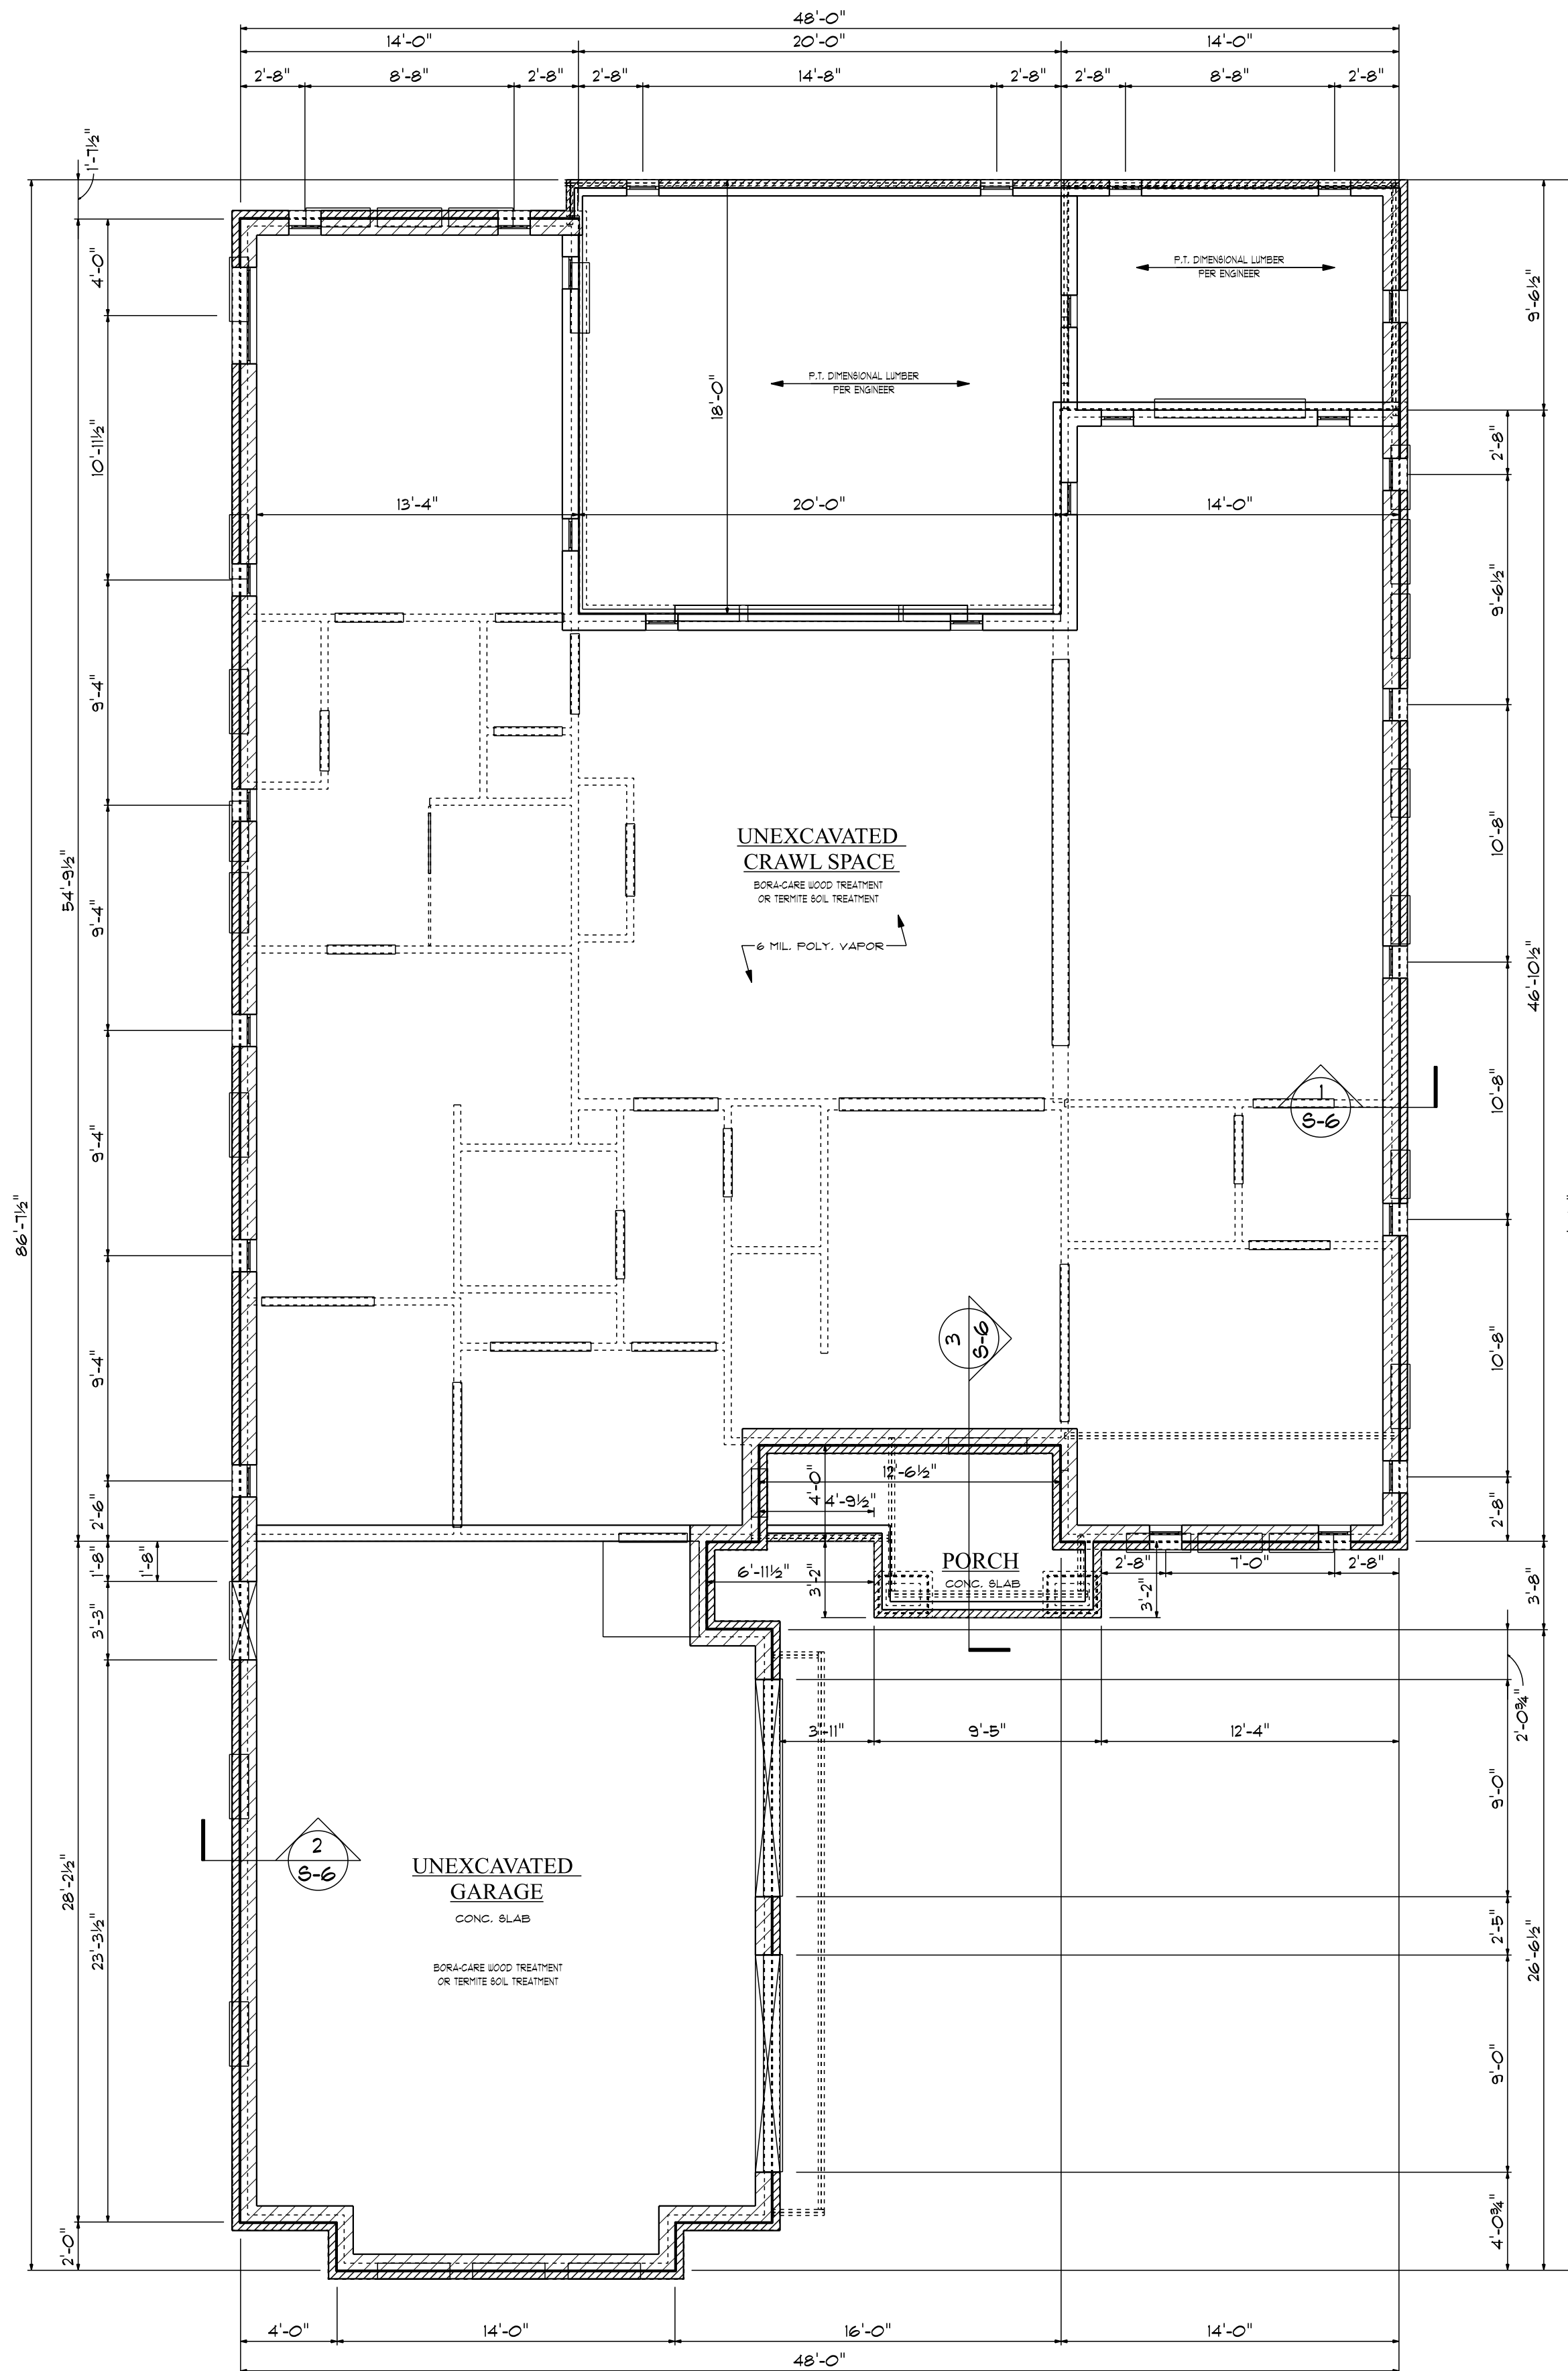 48'-0"
14'-0" 20'-0" 14'-0"
2'-8" 8'-8" 2'-8" 2'-8" 14'-8" 2'-8" 2'-8" 8'-8" 2'-8"
1'-7½"
4'-0"
P.T. DIMENSIONAL LUMBER
PER ENGINEER
9'-6½"
P.T. DIMENSIONAL LUMBER
PER ENGINEER
18'-0"
10'-11½"
2'-8"
13'-4" 20'-0" 14'-0"
9'-6½"
9'-4"
UNEXCAVATED
CRAWL SPACE
BORA-CARE WOOD TREATMENT
OR TERMITE SOIL TREATMENT
6 MIL. POLY. VAPOR
10'-8"
54'-9½"
9'-4"
46'-10½"
1
S-6
10'-8"
9'-4"
86'-7½"
3
S-6
9'-4"
10'-8"
12'-6½"
4'-0"
4'-9½"
2'-6"
2'-8"
1'-8"
1'-8"
PORCH
CONC. SLAB
6'-11½"
3'-2"
2'-8" 7'-0" 2'-8"
3'-2"
3'-8"
3'-3"
2'-0¾"
3'-11" 9'-5" 12'-4"
9'-0"
2
S-6
UNEXCAVATED
GARAGE
CONC. SLAB
BORA-CARE WOOD TREATMENT
OR TERMITE SOIL TREATMENT
28'-2½"
23'-3½"
2'-5"
26'-6½"
9'-0"
2'-0"
4'-0¾"
4'-0" 14'-0" 16'-0" 14'-0"
48'-0"